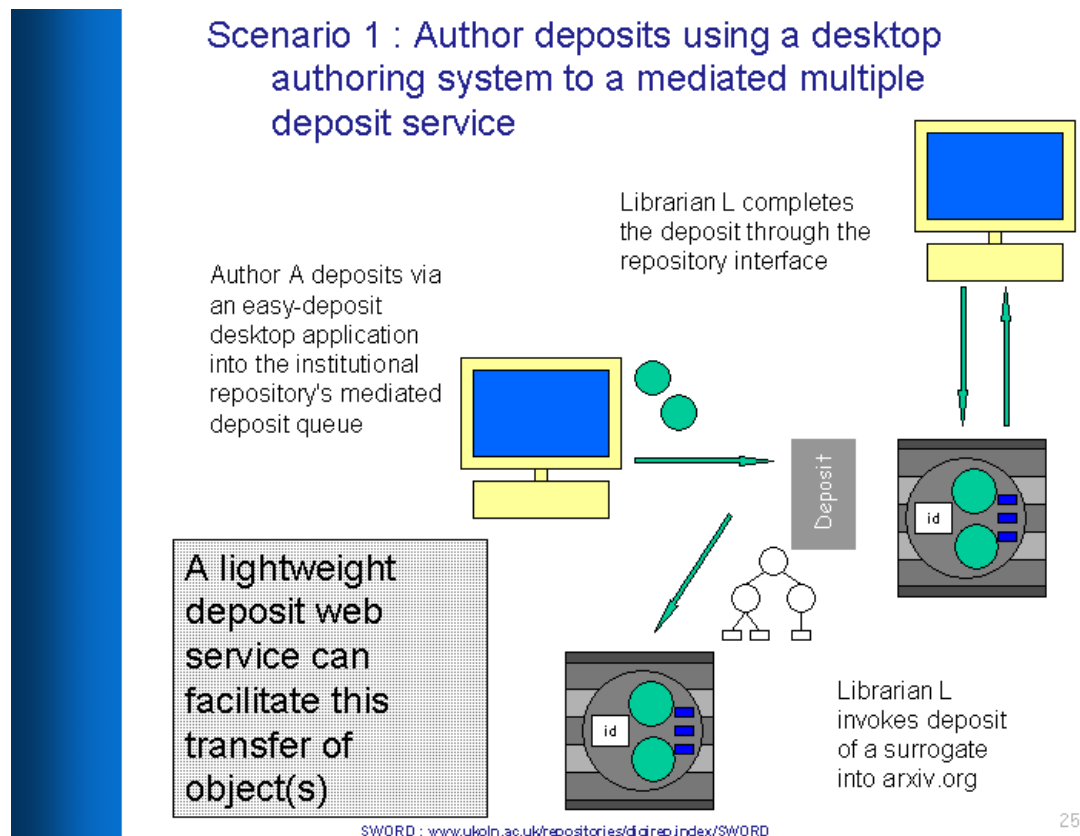 Scenario 1 : Author deposits using a desktop
authoring system to a mediated multiple
deposit service
Librarian L completes
the deposit through the
repository interface
Author A deposits via
an easy-deposit
desktop application
into the institutional
repository's mediated
deposit queue
Deposit
id
A lightweight
deposit web
service can
facilitate this
transfer of
object(s)
id
Librarian L
invokes deposit
of a surrogate
into arxiv.org
SWORD : www.ukoln.ac.uk/repositories/digirep.index/SWORD
25